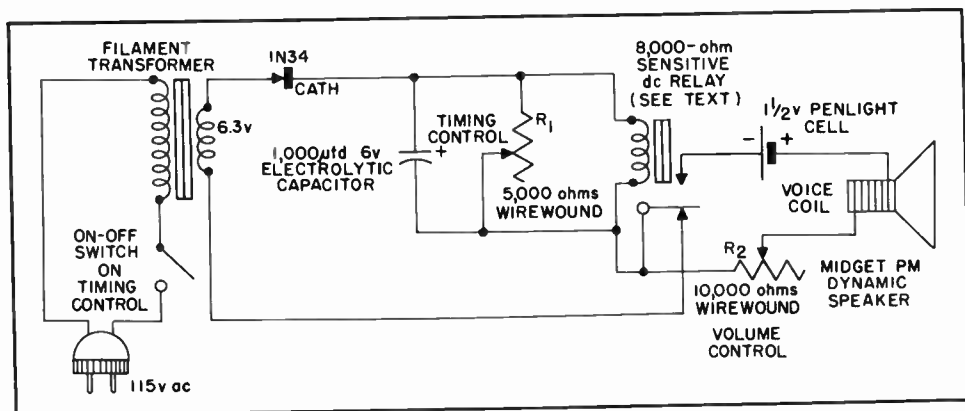 FILAMENT
TRANSFORMER
6.3v
1N34
CATH
1,000µfd 6v
ELECTROLYTIC
CAPACITOR
+
TIMING
CONTROL
R1
5,000 ohms
WIREWOUND
8,000-ohm
SENSITIVE
dc RELAY
(SEE TEXT)
1 1/2v PENLIGHT
CELL
- +
VOICE
COIL
R2
10,000 ohms
WIREWOUND
VOLUME
CONTROL
MIDGET PM
DYNAMIC
SPEAKER
ON-OFF
SWITCH
ON
TIMING
CONTROL
115v ac